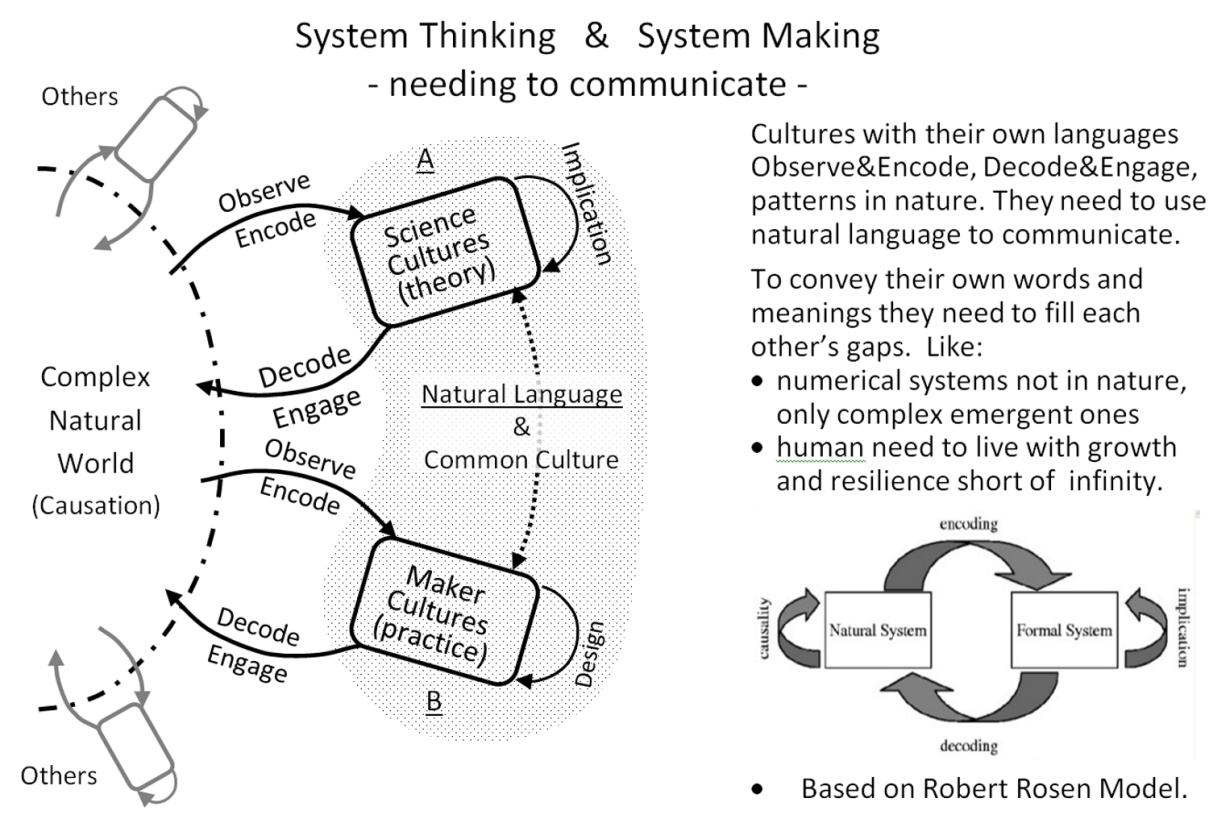 System Thinking & System Making
- needing to communicate -
Others
A
Observe
Encode
Science
Cultures
(theory)
Implication
Decode
Engage
Complex
Natural
World
(Causation)
Natural Language
&
Common Culture
Observe
Encode
Maker
Cultures
(practice)
Design
Decode
Engage
B
Others
Cultures with their own languages
Observe&Encode, Decode&Engage,
patterns in nature. They need to use
natural language to communicate.
To convey their own words and
meanings they need to fill each
other’s gaps. Like:
• numerical systems not in nature,
only complex emergent ones
• human need to live with growth
and resilience short of infinity.
encoding
causality
Natural System
Formal System
implication
decoding
• Based on Robert Rosen Model.